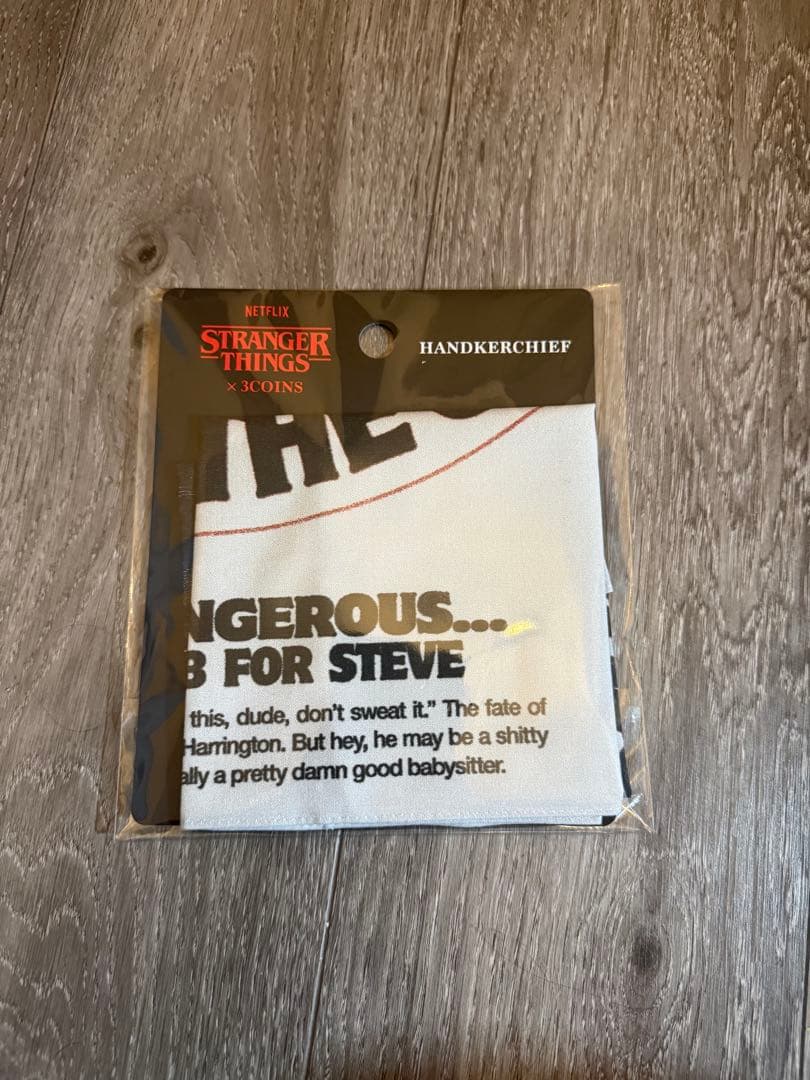 NETFLIX
STRANGER
THINGS
× 3COINS
HANDKERCHIEF
THE
NGEROUS...
B FOR STEVE
this, dude, don't sweat it.” The fate of
Harrington. But hey, he may be a shitty
ally a pretty damn good babysitter.